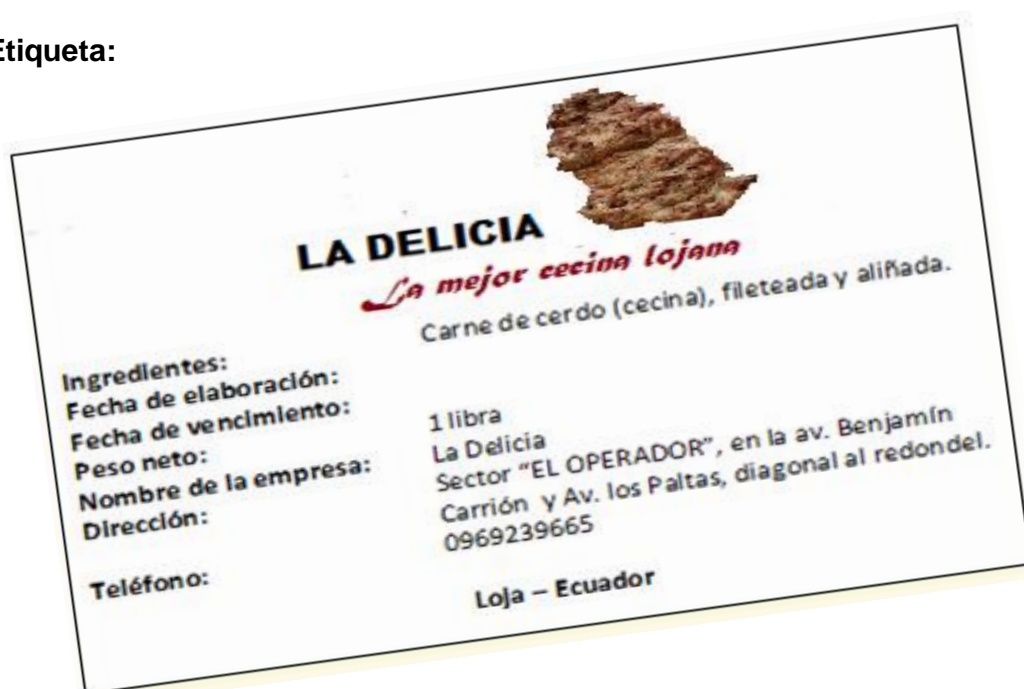 Etiqueta:
LA DELICIA
La mejor cecina lojana
Ingredientes: Carne de cerdo (cecina), fileteada y aliñada.
Fecha de elaboración:
Fecha de vencimiento:
Peso neto: 1 libra
Nombre de la empresa: La Delicia
Dirección: Sector “EL OPERADOR”, en la av. Benjamín
Carrión y Av. los Paltas, diagonal al redondel.
Teléfono: 0969239665
Loja – Ecuador